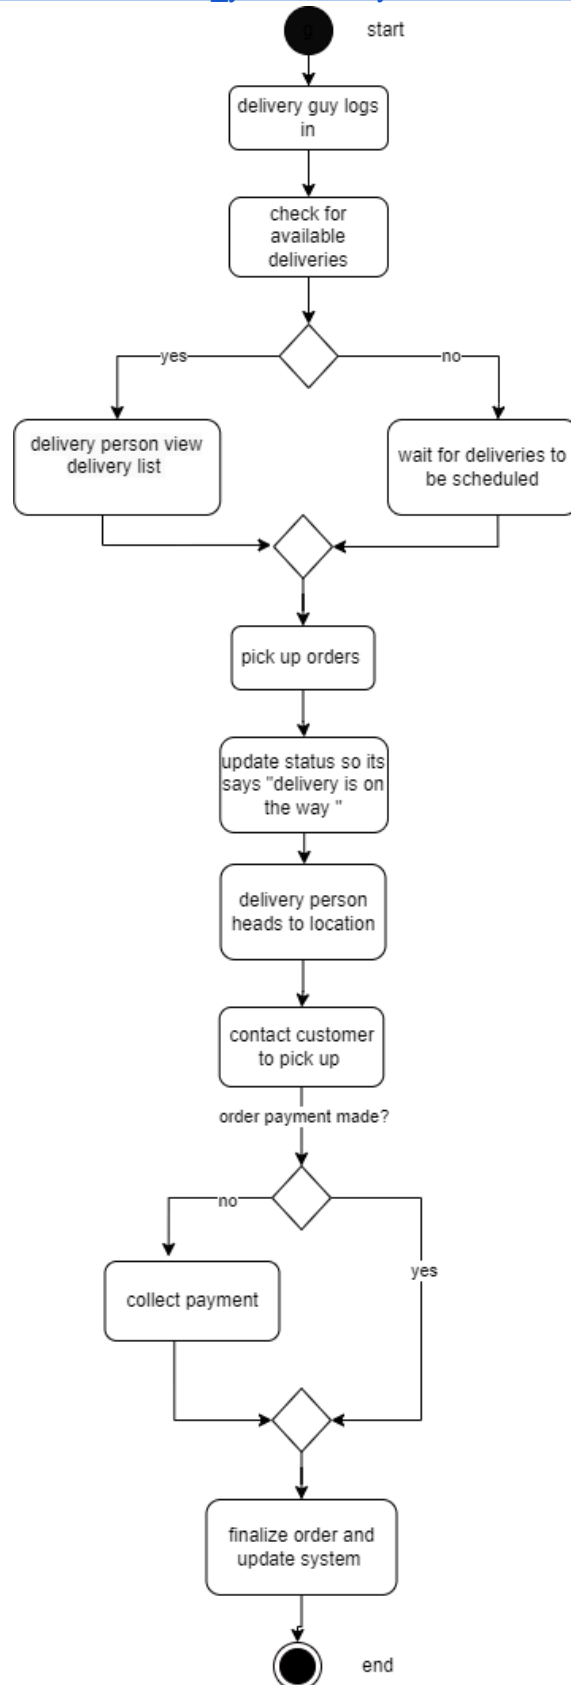 start
delivery guy logs
in
check for
available
deliveries
yes
no
delivery person view
delivery list
wait for deliveries to
be scheduled
pick up orders
update status so its
says "delivery is on
the way "
delivery person
heads to location
contact customer
to pick up
order payment made?
no
yes
collect payment
finalize order and
update system
end